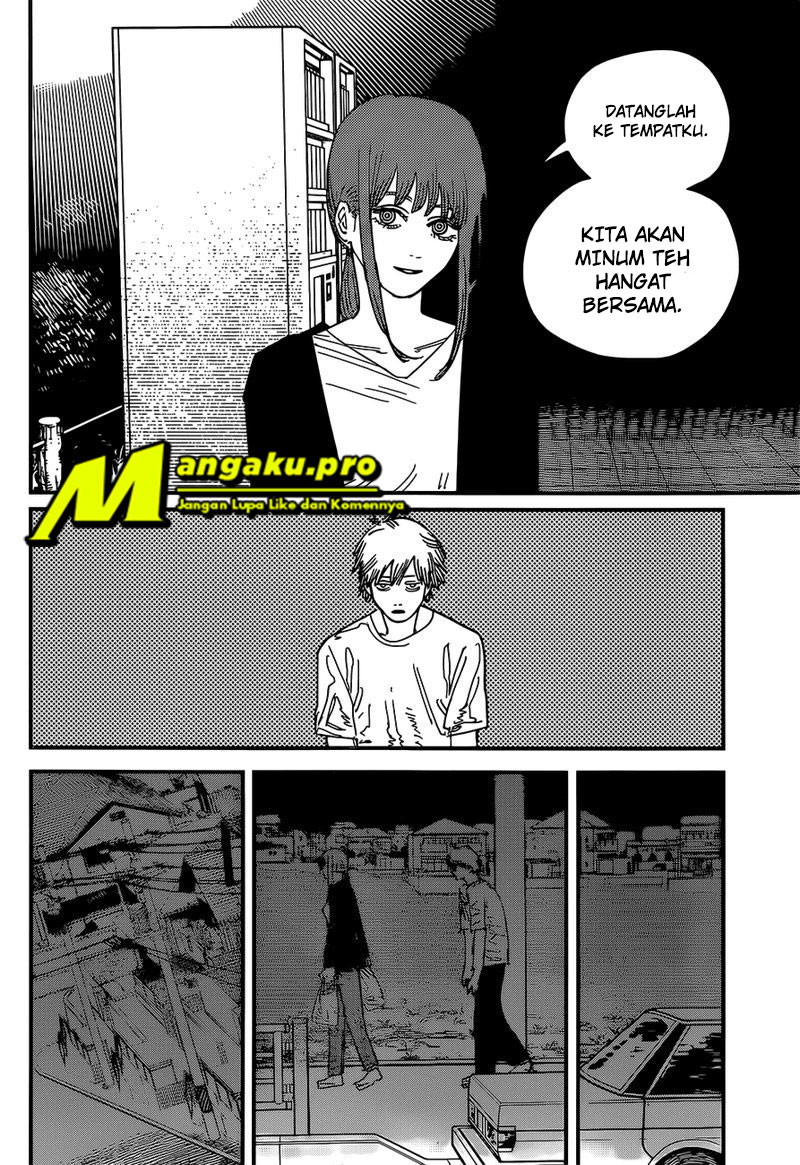 DATANGLAH
KE TEMPATKU.
KITA AKAN
MINUM TEH
HANGAT
BERSAMA.
Mangaku.pro
Jangan Lupa Like dan Komennya